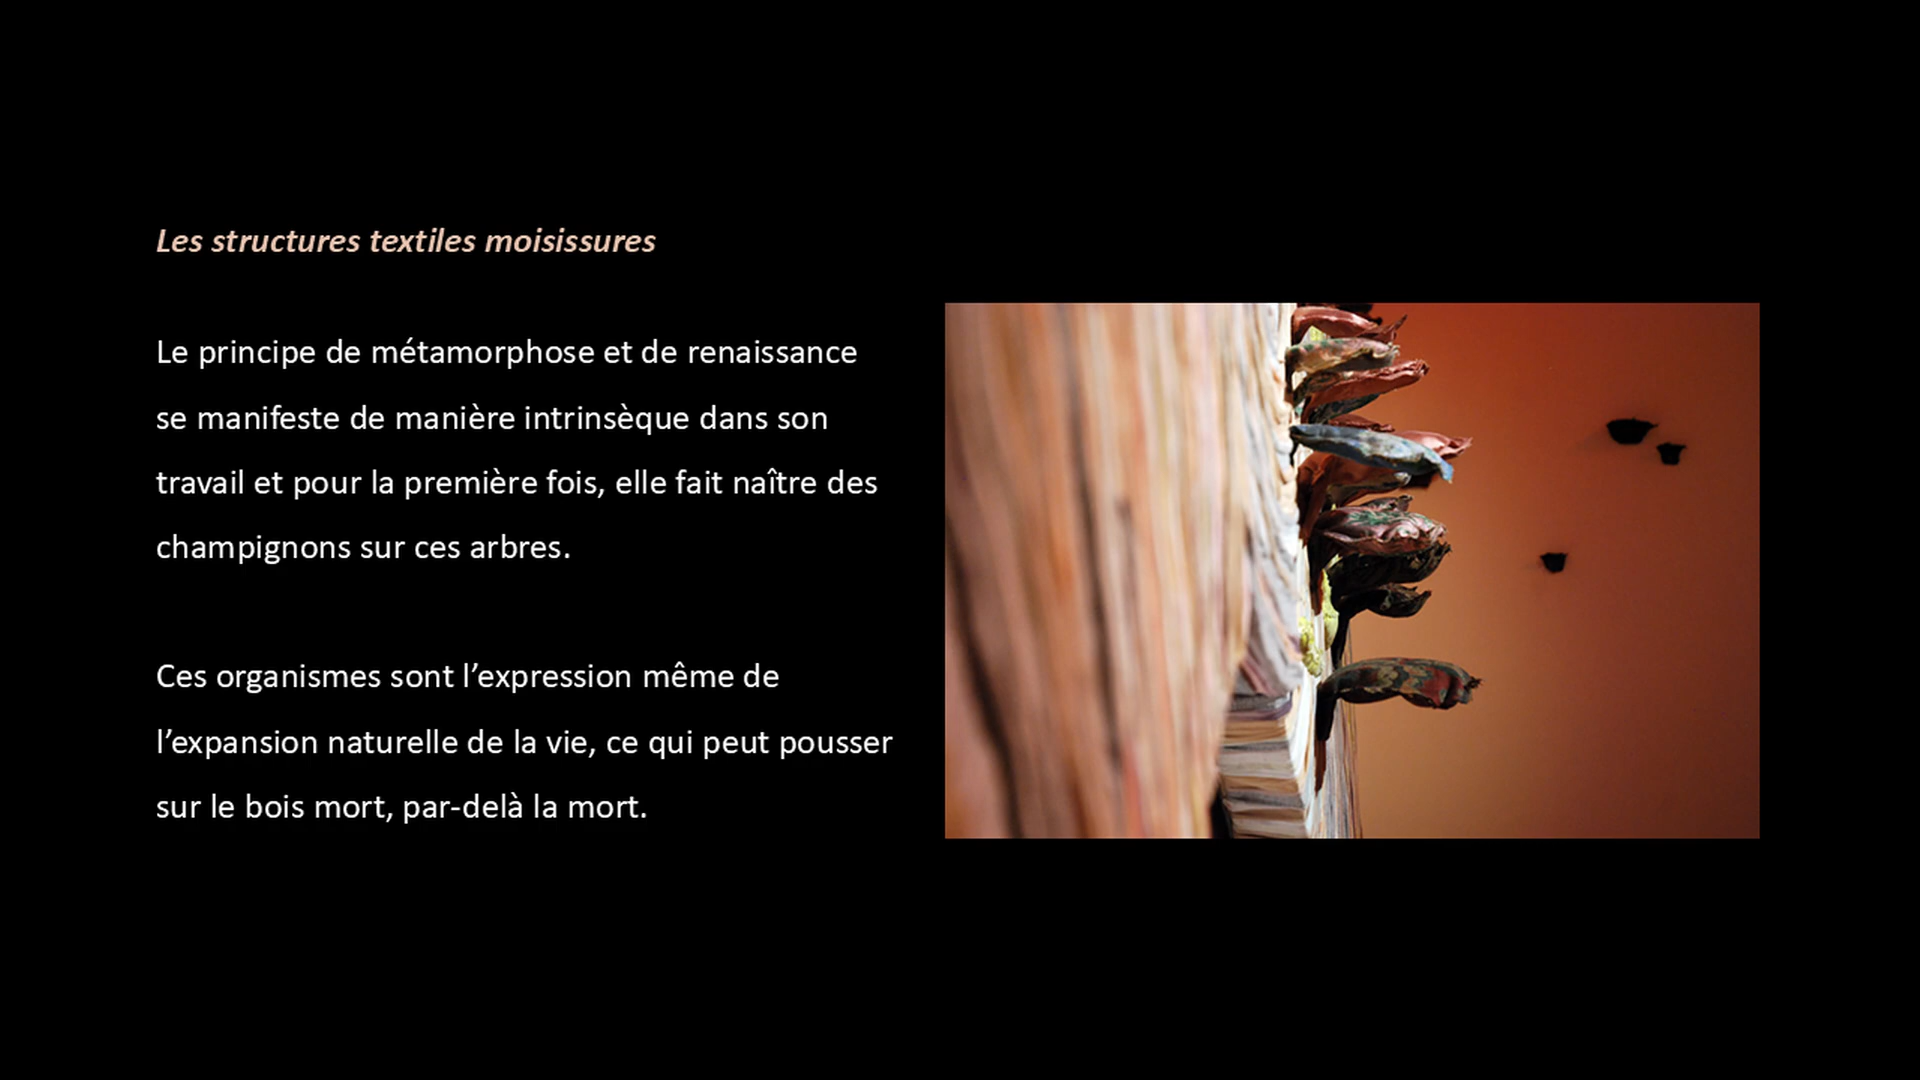 Les structures textiles moisissures
Le principe de métamorphose et de renaissance
se manifeste de manière intrinsèque dans son
travail et pour la première fois, elle fait naître des
champignons sur ces arbres.
Ces organismes sont l’expression même de
l’expansion naturelle de la vie, ce qui peut pousser
sur le bois mort, par-delà la mort.